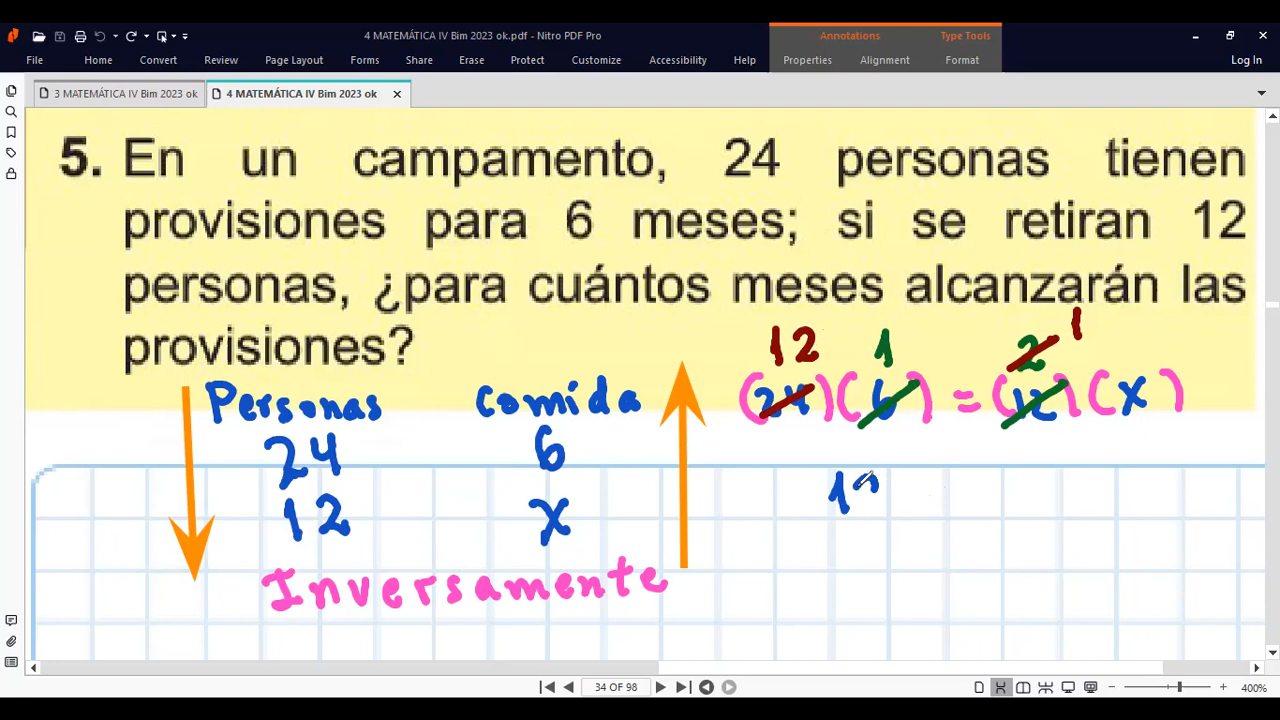 4 MATEMÁTICA IV Bim 2023 ok.pdf - Nitro PDF Pro
Annotations Type Tools
File Home Convert Review Page Layout Forms Share Erase Protect Customize Accessibility Help Properties Alignment Format Log In
3 MATEMÁTICA IV Bim 2023 ok 4 MATEMÁTICA IV Bim 2023 ok
5. En un campamento, 24 personas tienen
provisiones para 6 meses; si se retiran 12
personas, ¿para cuántos meses alcanzarán las
provisiones?
12 1 2 1
Personas comida (24)(6) = (12)(x)
24 6
12 x
Inversamente
34 OF 98
400%